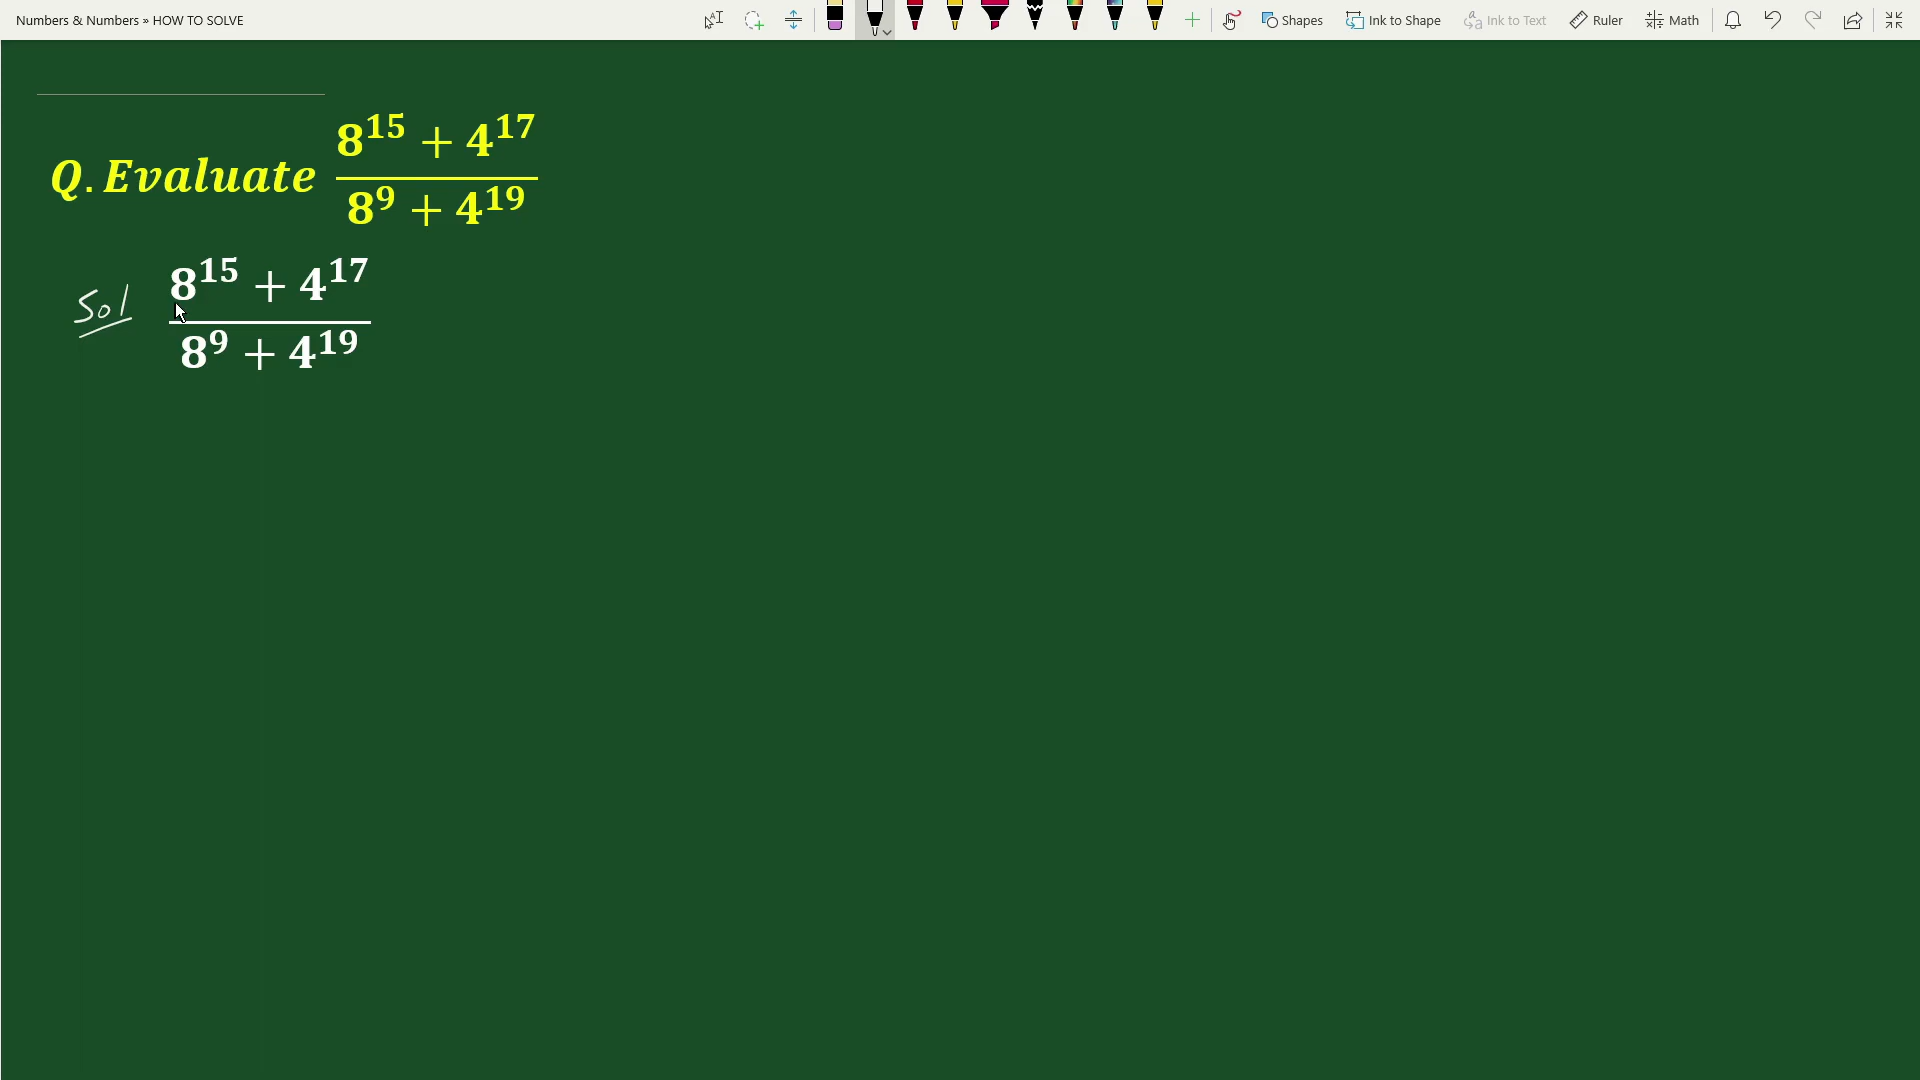 Numbers & Numbers » HOW TO SOLVE
Shapes
Ink to Shape
Ink to Text
Ruler
Math
Q. Evaluate (8^15 + 4^17)/(8^9 + 4^19)
Sol (8^15 + 4^17)/(8^9 + 4^19)